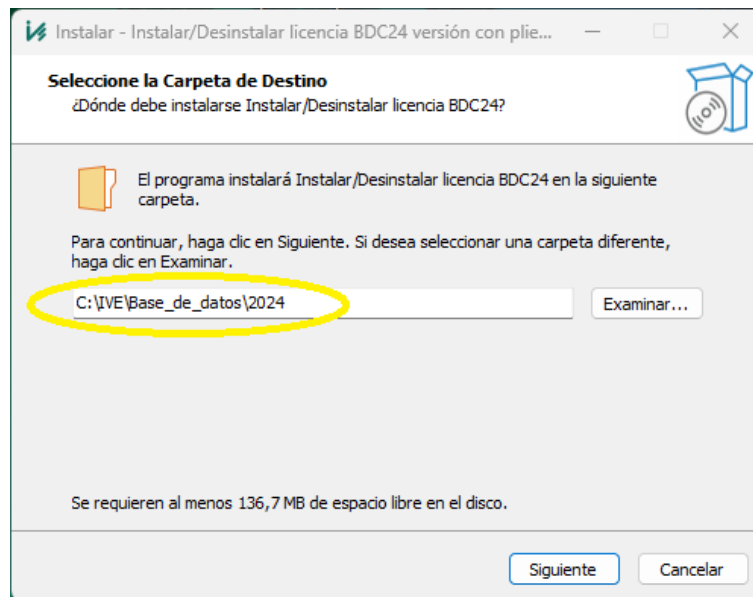 Instalar - Instalar/Desinstalar licencia BDC24 versión con plie...
Seleccione la Carpeta de Destino
¿Dónde debe instalarse Instalar/Desinstalar licencia BDC24?
El programa instalará Instalar/Desinstalar licencia BDC24 en la siguiente
carpeta.
Para continuar, haga clic en Siguiente. Si desea seleccionar una carpeta diferente,
haga clic en Examinar.
C:\IVE\Base_de_datos\2024
Examinar...
Se requieren al menos 136,7 MB de espacio libre en el disco.
Siguiente
Cancelar